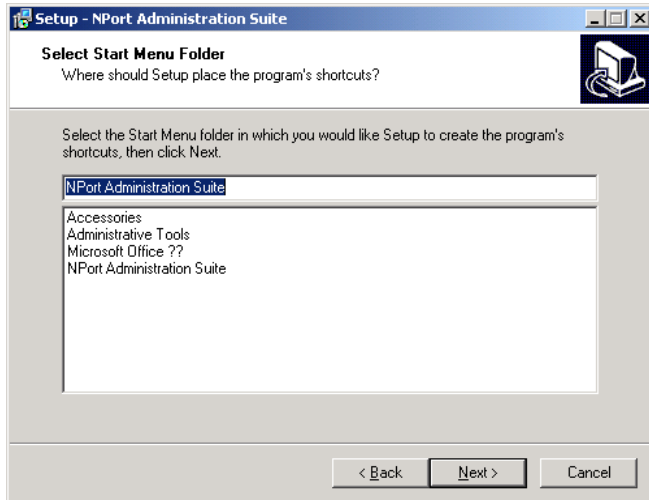 Setup - NPort Administration Suite
Select Start Menu Folder
Where should Setup place the program's shortcuts?
Select the Start Menu folder in which you would like Setup to create the program's
shortcuts, then click Next.
NPort Administration Suite
Accessories
Administrative Tools
Microsoft Office ??
NPort Administration Suite
< Back
Next >
Cancel